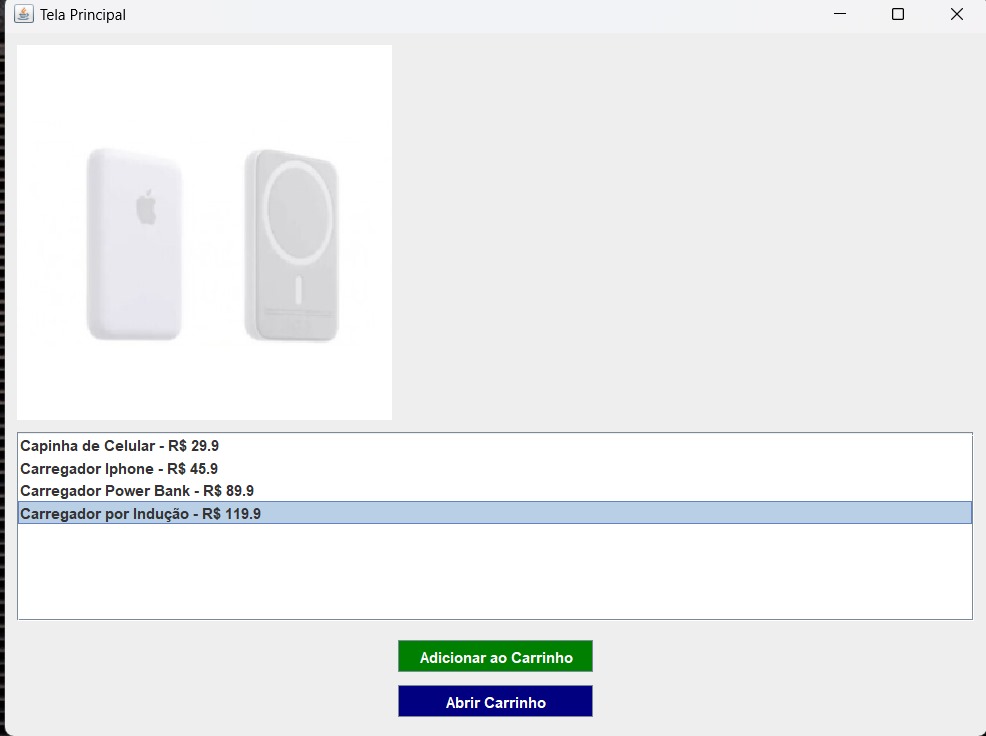 Tela Principal
Capinha de Celular - R$ 29.9
Carregador Iphone - R$ 45.9
Carregador Power Bank - R$ 89.9
Carregador por Indução - R$ 119.9
Adicionar ao Carrinho
Abrir Carrinho